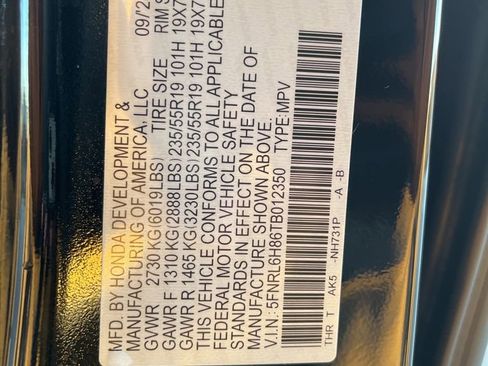 MFD. BY HONDA DEVELOPMENT & 09/2
MANUFACTURING OF AMERICA, LLC
GVWR 2730 KG(6019LBS) TIRE SIZE RIM S
GAWR F 1310 KG(2888LBS)235/55R19 101H 19X7
GAWR R 1465 KG(3230LBS)235/55R19 101H 19X7
THIS VEHICLE CONFORMS TO ALL APPLICABLE
FEDERAL MOTOR VEHICLE SAFETY
STANDARDS IN EFFECT ON THE DATE OF
MANUFACTURE SHOWN ABOVE.
V.I.N.: 5FNRL6H86TB012350 TYPE:MPV
THR T AK5 -NH731P -A -B